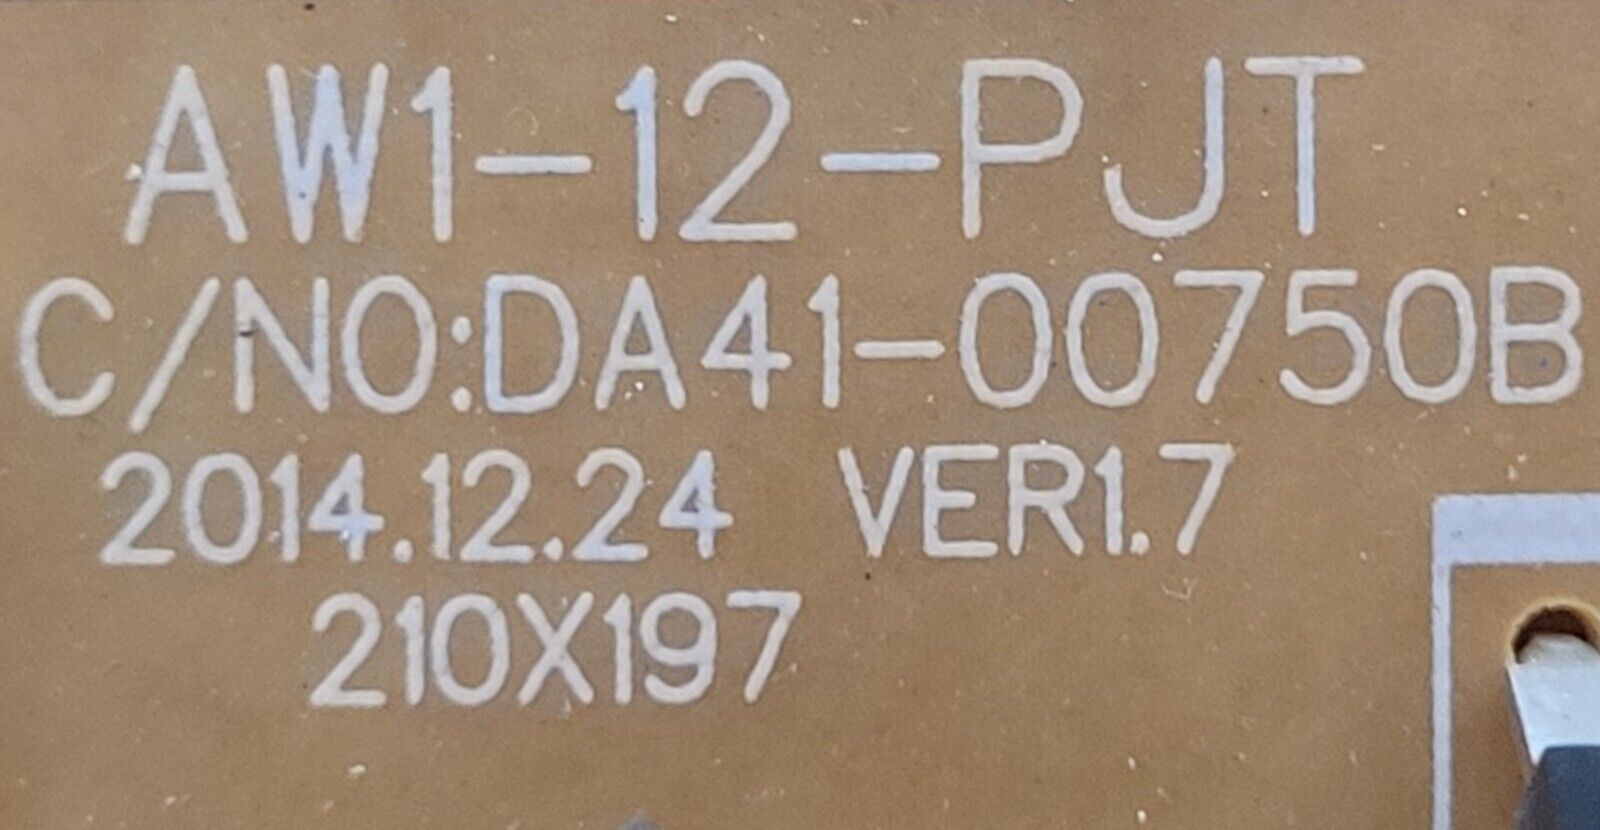 AW1-12-PJT
C/NO:DA41-00750B
2014.12.24 VER1.7
210X197